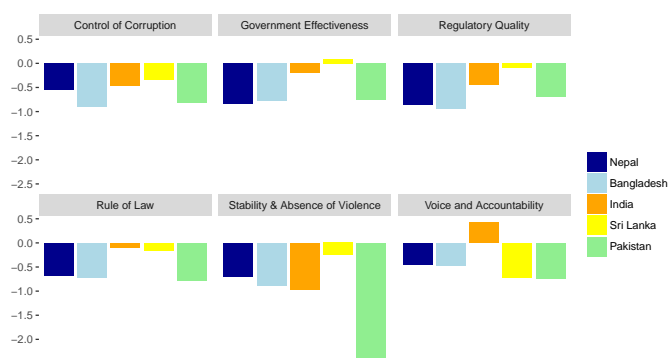 Control of Corruption Government Effectiveness Regulatory Quality
0.5
0.0
−0.5
−1.0
−1.5
−2.0
−2.5
Rule of Law Stability & Absence of Violence Voice and Accountability
0.5
0.0
−0.5
−1.0
−1.5
−2.0
Nepal
Bangladesh
India
Sri Lanka
Pakistan